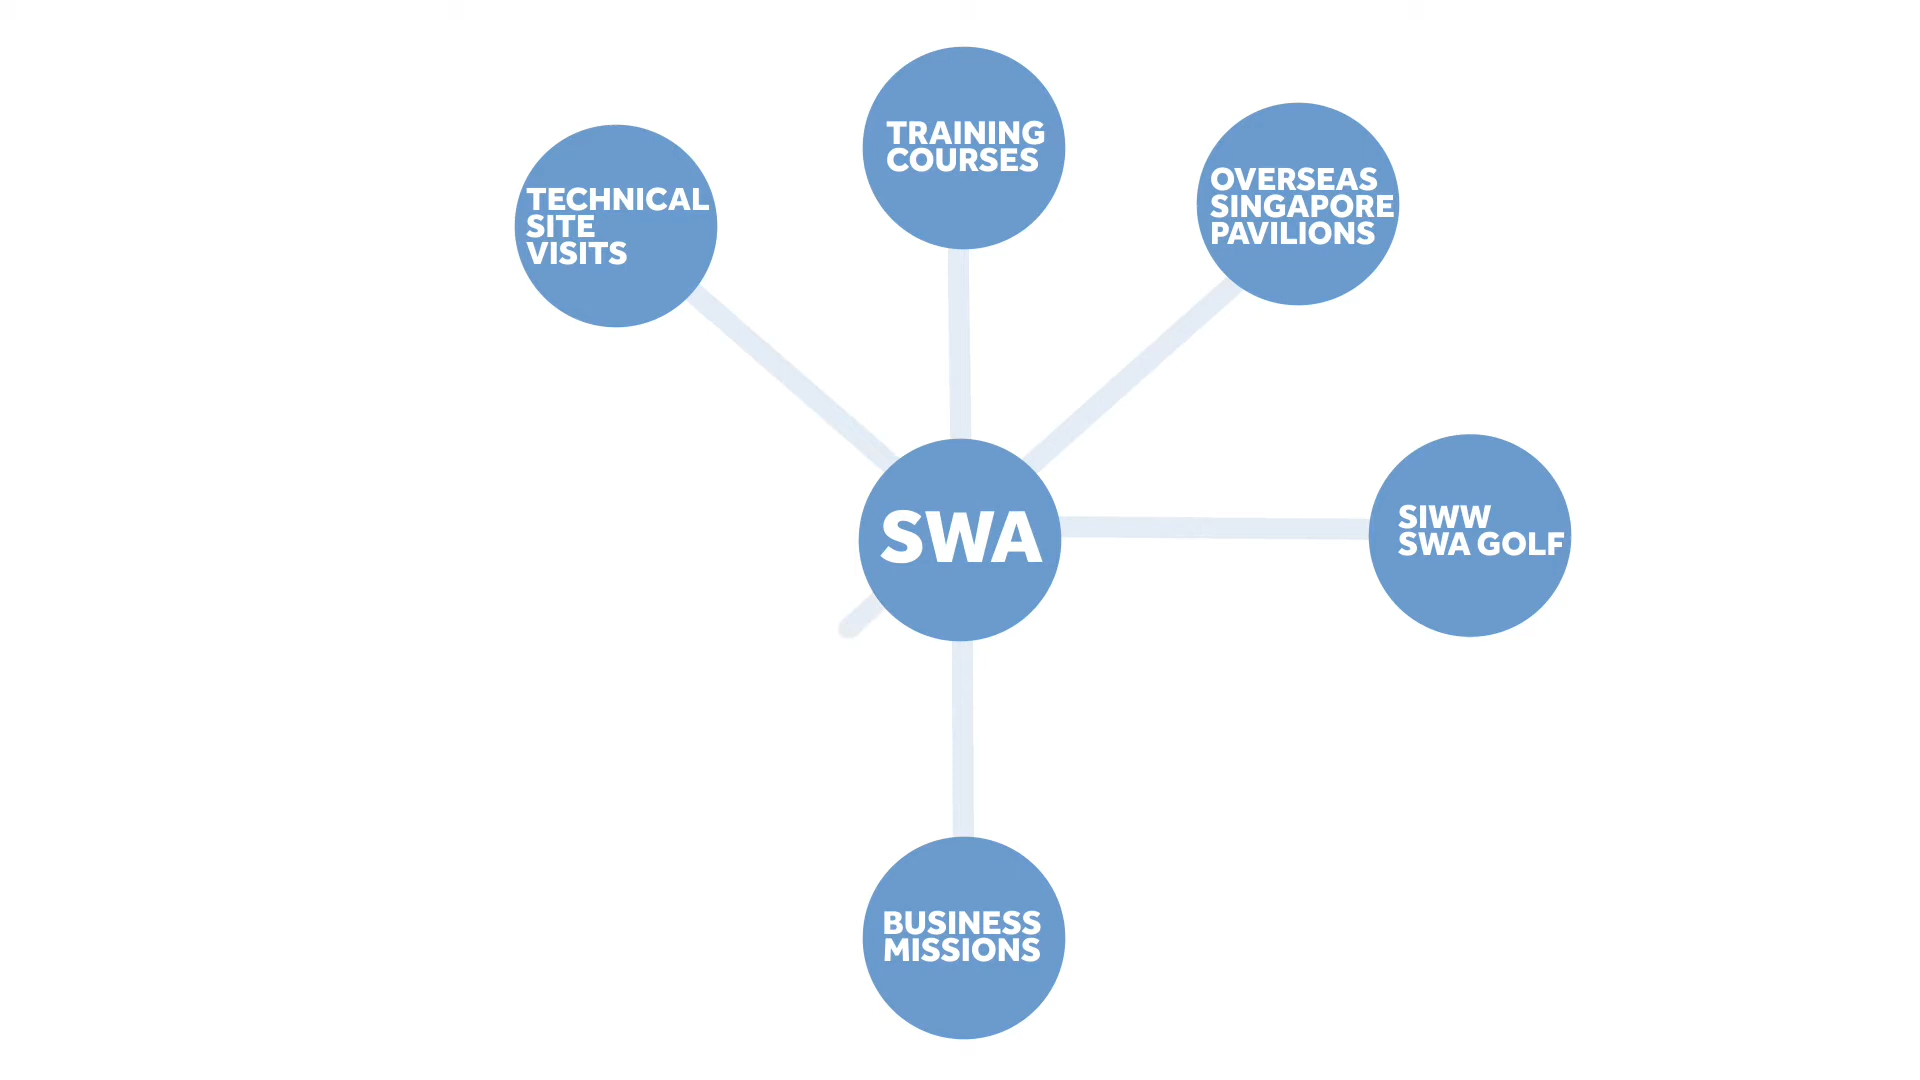 TRAINING
COURSES
TECHNICAL
SITE
VISITS
OVERSEAS
SINGAPORE
PAVILIONS
SWA
SIWW
SWA GOLF
BUSINESS
MISSIONS